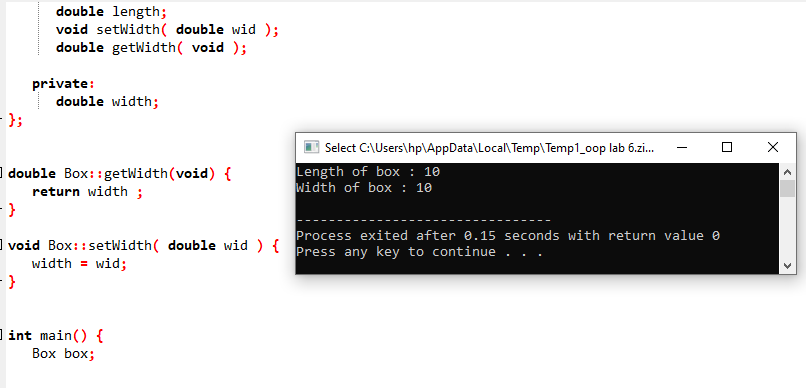 double length;
void setWidth( double wid );
double getWidth( void );
private:
double width;
};
double Box::getWidth(void) {
return width ;
}
void Box::setWidth( double wid ) {
width = wid;
}
int main() {
Box box;
Select C:\Users\hp\AppData\Local\Temp\Temp1_oop lab 6.zi...
Length of box : 10
Width of box : 10
--------------------------------
Process exited after 0.15 seconds with return value 0
Press any key to continue . . .